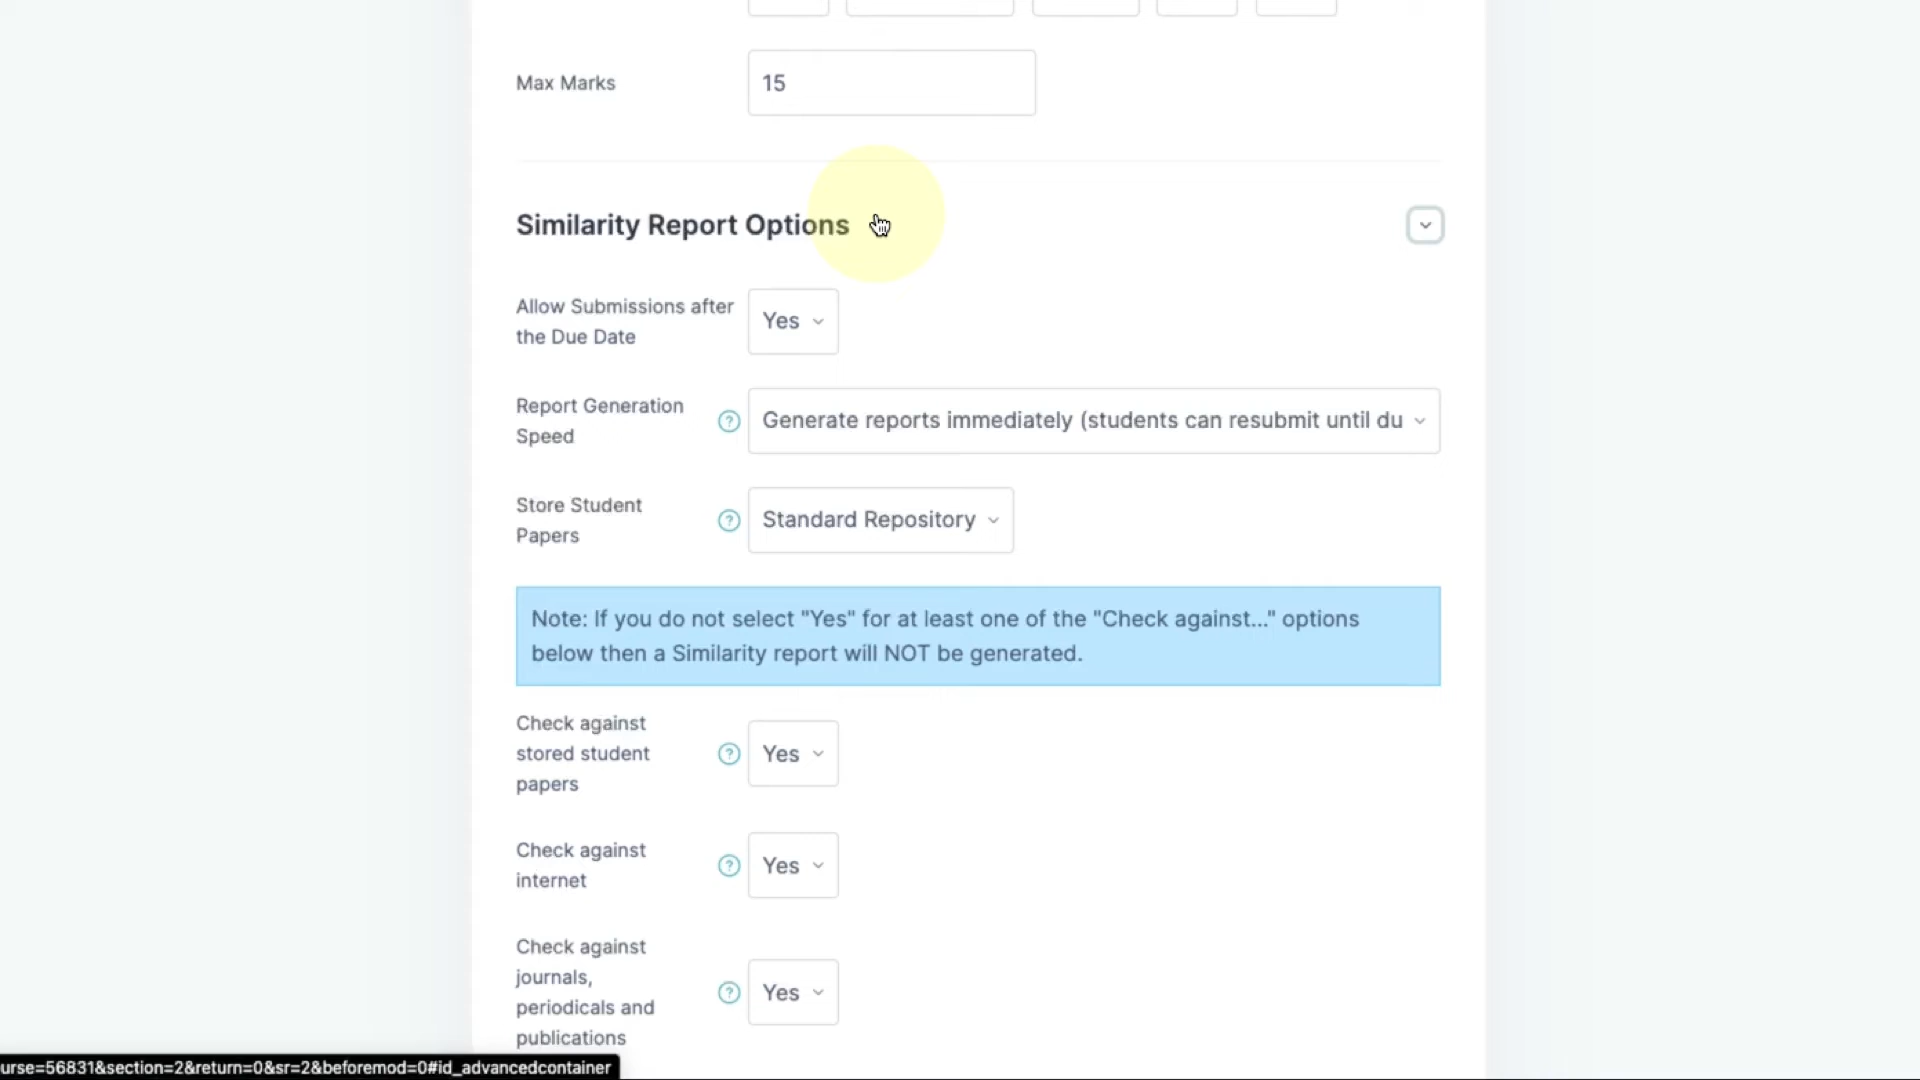 Max Marks
15
Similarity Report Options
Allow Submissions after
the Due Date
Yes
Report Generation
Speed
Generate reports immediately (students can resubmit until du
Store Student
Papers
Standard Repository
Note: If you do not select "Yes" for at least one of the "Check against..." options
below then a Similarity report will NOT be generated.
Check against
stored student
papers
Yes
Check against
internet
Yes
Check against
journals,
periodicals and
publications
Yes
urse=56831&section=2&return=0&sr=2&beforemod=0#id_advancedcontainer